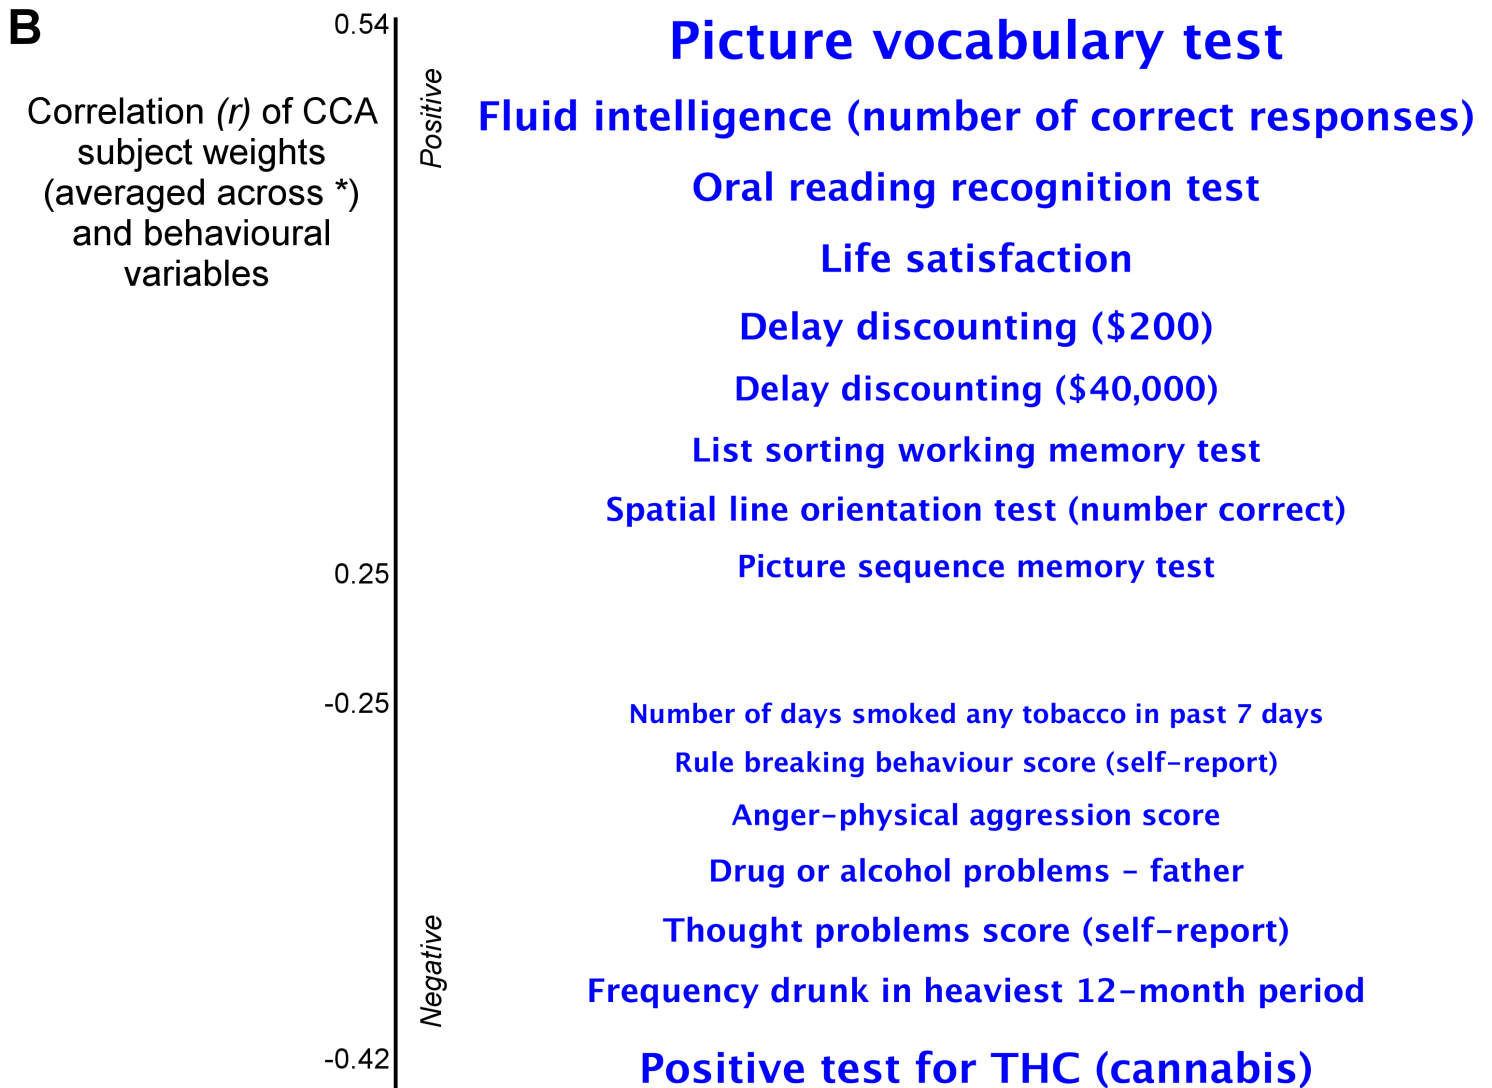 B
0.54
Correlation (r) of CCA
subject weights
(averaged across *)
and behavioural
variables
Positive
Picture vocabulary test
Fluid intelligence (number of correct responses)
Oral reading recognition test
Life satisfaction
Delay discounting ($200)
Delay discounting ($40,000)
List sorting working memory test
Spatial line orientation test (number correct)
0.25
Picture sequence memory test
-0.25
Number of days smoked any tobacco in past 7 days
Rule breaking behaviour score (self-report)
Anger-physical aggression score
Drug or alcohol problems - father
Negative
Thought problems score (self-report)
Frequency drunk in heaviest 12-month period
-0.42
Positive test for THC (cannabis)